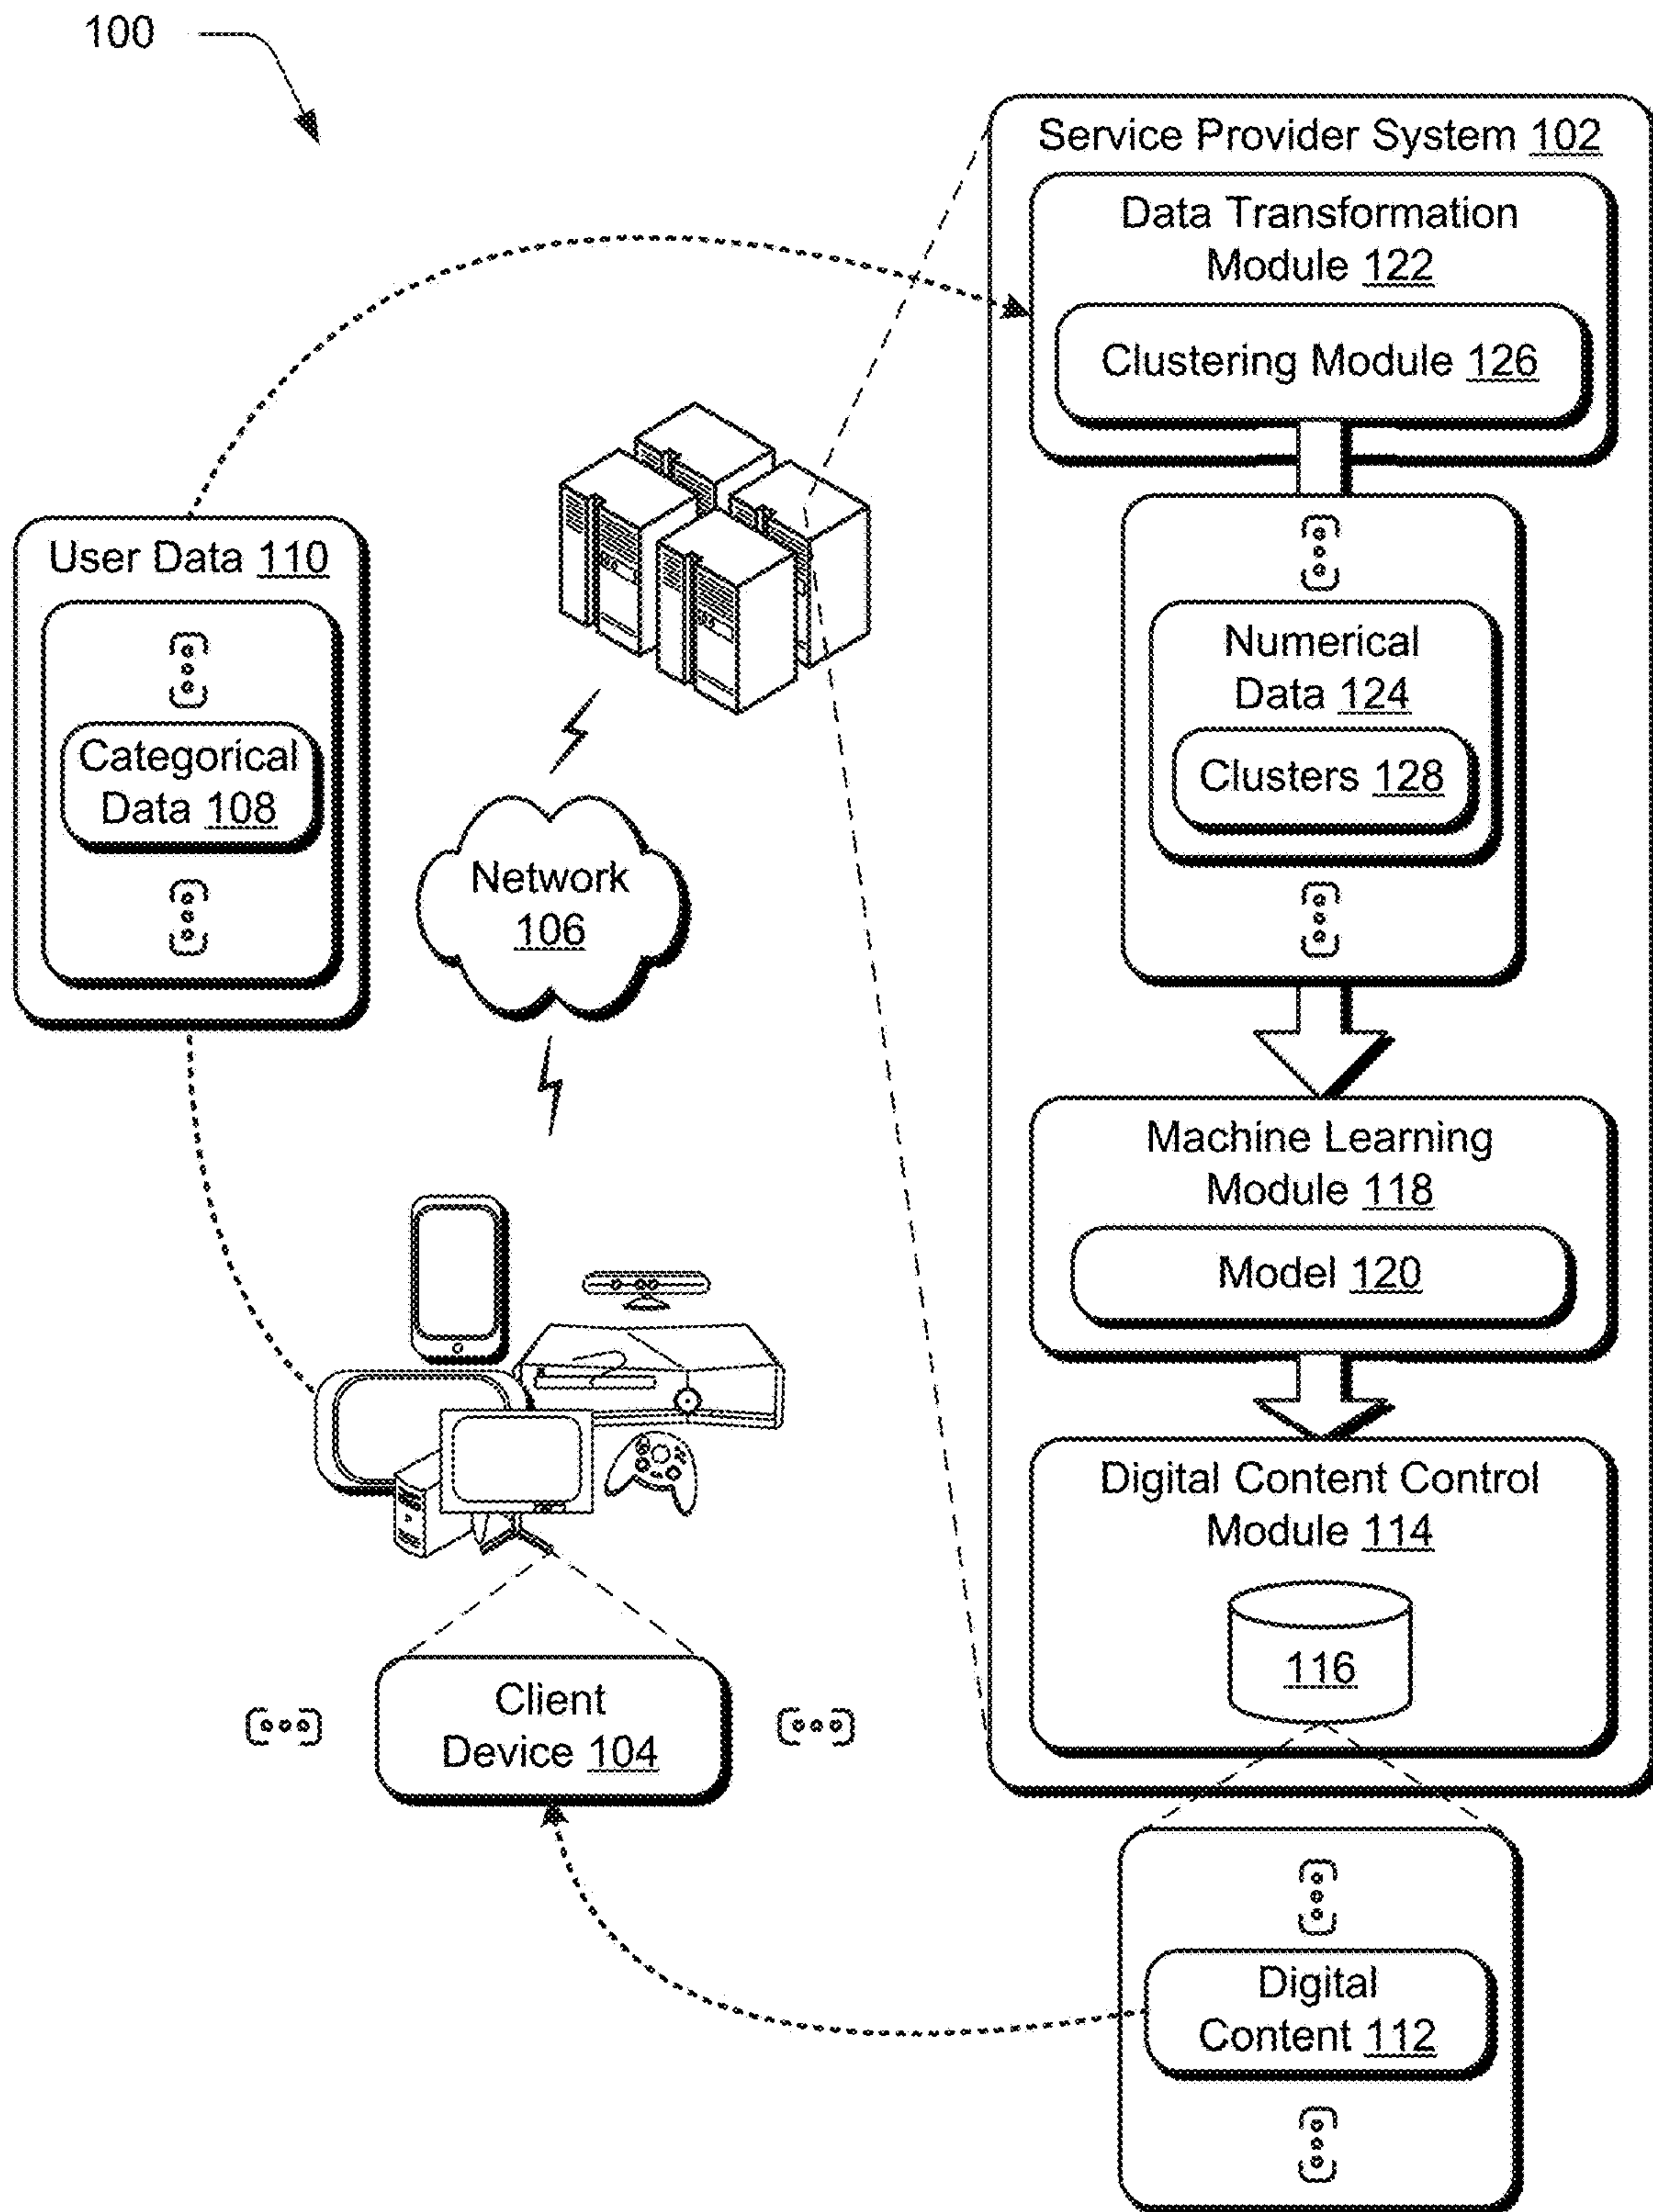 100
Service Provider System 102
Data Transformation
Module 122
Clustering Module 126
User Data 110
Categorical
Data 108
Numerical
Data 124
Clusters 128
Network
106
Machine Learning
Module 118
Model 120
Digital Content Control
Module 114
116
Client
Device 104
Digital
Content 112